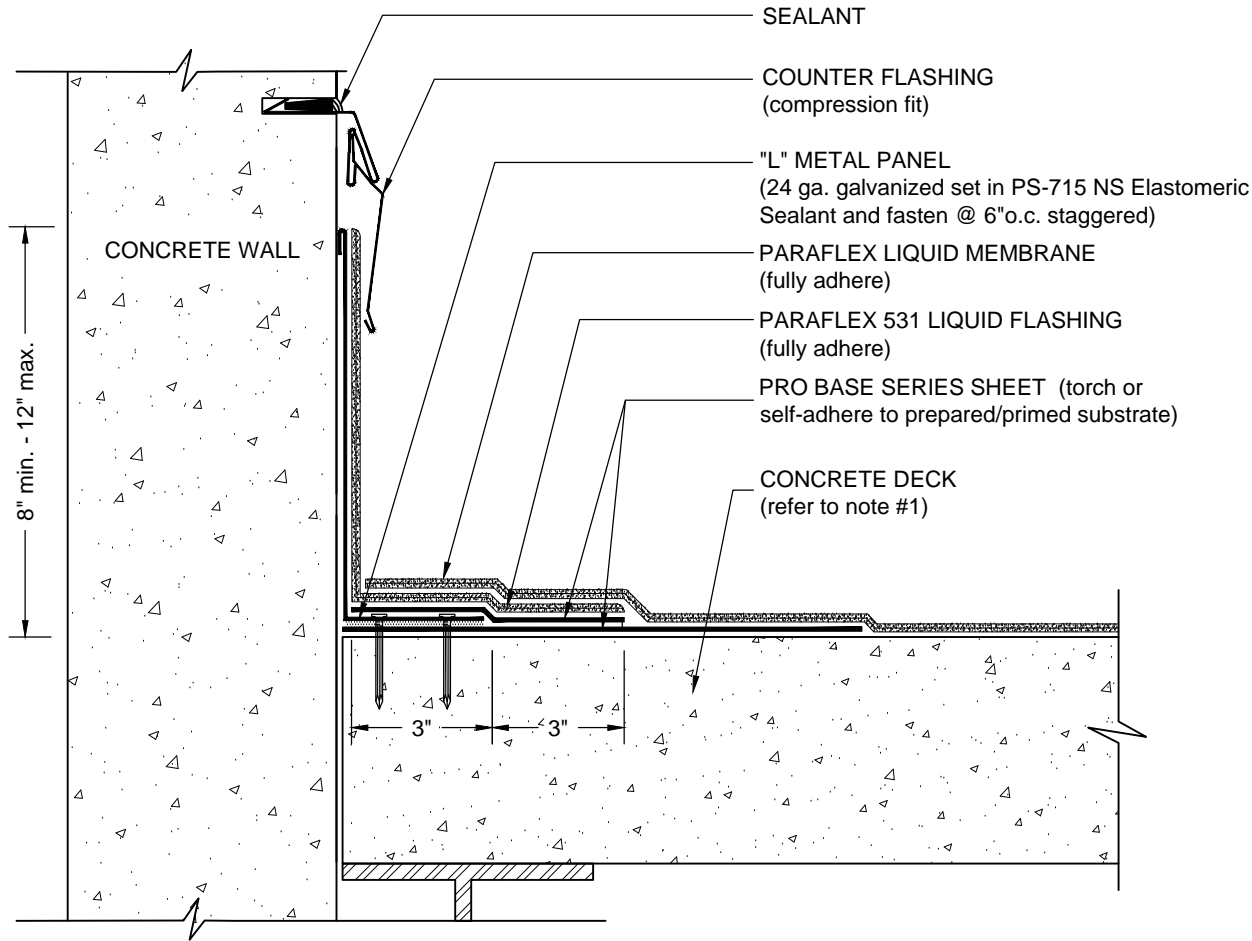 SEALANT
COUNTER FLASHING
(compression fit)
"L" METAL PANEL
(24 ga. galvanized set in PS-715 NS Elastomeric
Sealant and fasten @ 6"o.c. staggered)
PARAFLEX LIQUID MEMBRANE
(fully adhere)
PARAFLEX 531 LIQUID FLASHING
(fully adhere)
PRO BASE SERIES SHEET (torch or
self-adhere to prepared/primed substrate)
CONCRETE DECK
(refer to note #1)
CONCRETE WALL
8" min. - 12" max.
3"
3"